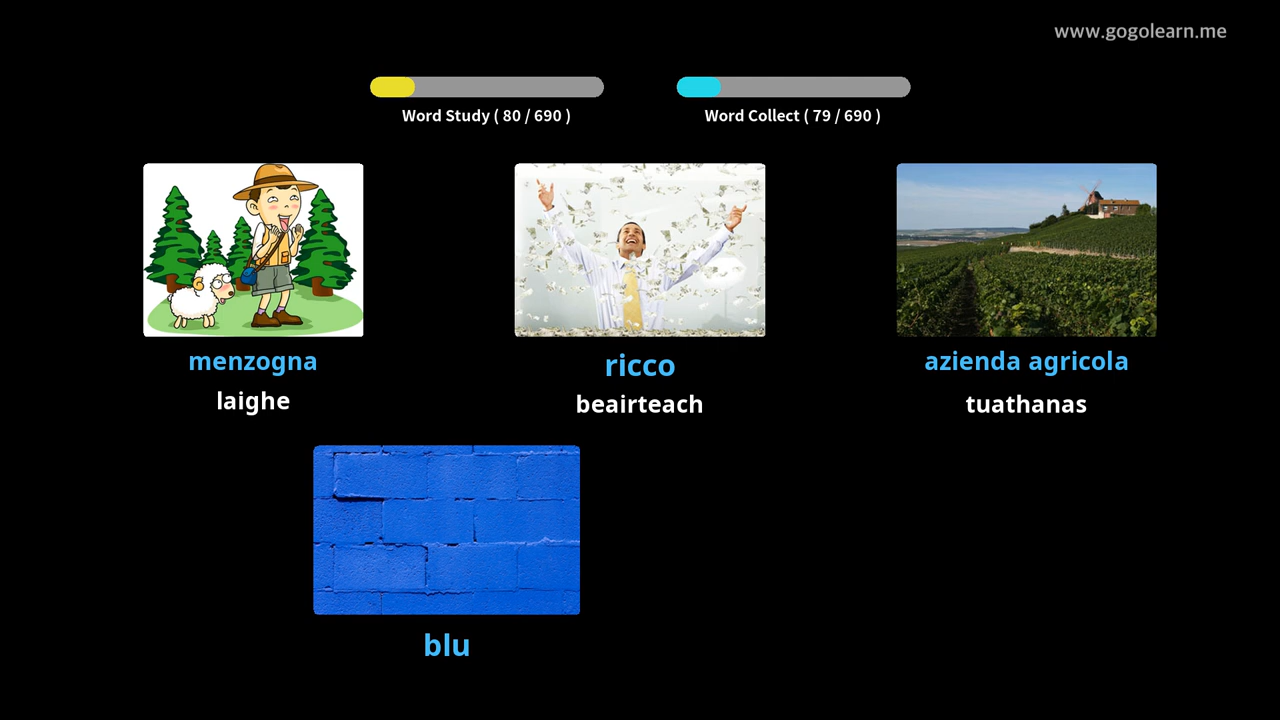 www.gogolearn.me
Word Study ( 80 / 690 )
Word Collect ( 79 / 690 )
menzogna
laighe
ricco
beairteach
azienda agricola
tuathanas
blu